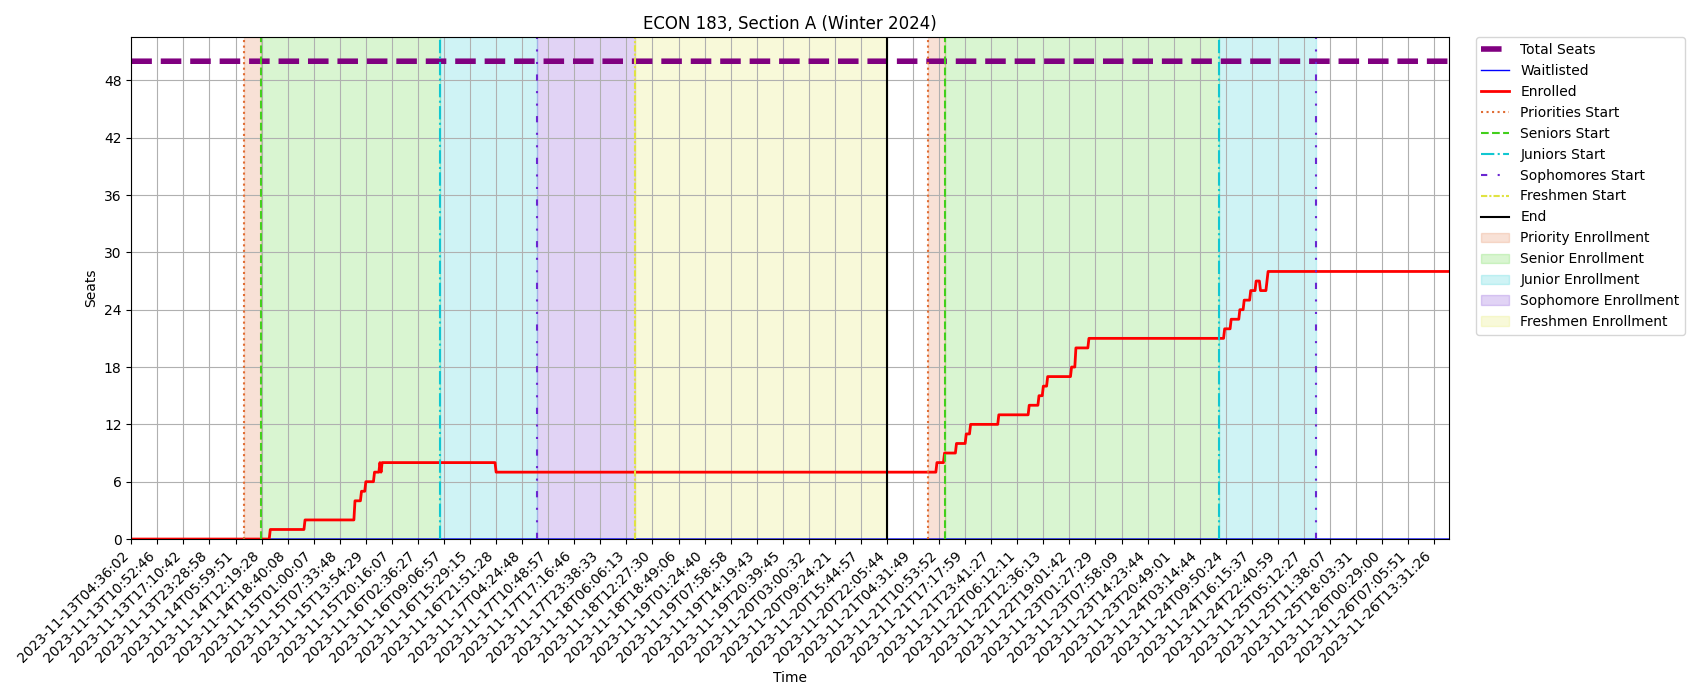 ECON 183, Section A (Winter 2024)
Total Seats
Waitlisted
Enrolled
Priorities Start
Seniors Start
Juniors Start
Sophomores Start
Freshmen Start
End
Priority Enrollment
Senior Enrollment
Junior Enrollment
Sophomore Enrollment
Freshmen Enrollment
Seats
48
42
36
30
24
18
12
6
0
2023-11-13T04:36:02
2023-11-13T10:52:46
2023-11-13T17:10:42
2023-11-13T23:28:58
2023-11-14T05:59:51
2023-11-14T12:19:28
2023-11-14T18:40:08
2023-11-15T01:00:07
2023-11-15T07:33:48
2023-11-15T13:54:29
2023-11-15T20:16:07
2023-11-16T02:36:27
2023-11-16T09:06:57
2023-11-16T15:29:15
2023-11-16T21:51:28
2023-11-17T04:24:48
2023-11-17T10:48:57
2023-11-17T17:16:46
2023-11-17T23:38:33
2023-11-18T06:06:13
2023-11-18T12:27:30
2023-11-18T18:49:06
2023-11-19T01:24:40
2023-11-19T07:58:58
2023-11-19T14:19:43
2023-11-19T20:39:45
2023-11-20T03:00:32
2023-11-20T09:24:21
2023-11-20T15:44:57
2023-11-20T22:05:44
2023-11-21T04:31:49
2023-11-21T10:53:52
2023-11-21T17:17:59
2023-11-21T23:41:27
2023-11-22T06:12:11
2023-11-22T12:36:13
2023-11-22T19:01:42
2023-11-23T01:27:29
2023-11-23T07:58:09
2023-11-23T14:23:44
2023-11-23T20:49:01
2023-11-24T03:14:44
2023-11-24T09:50:24
2023-11-24T16:15:37
2023-11-24T22:40:59
2023-11-25T05:12:27
2023-11-25T11:38:07
2023-11-25T18:03:31
2023-11-26T00:29:00
2023-11-26T07:05:51
2023-11-26T13:31:26
Time